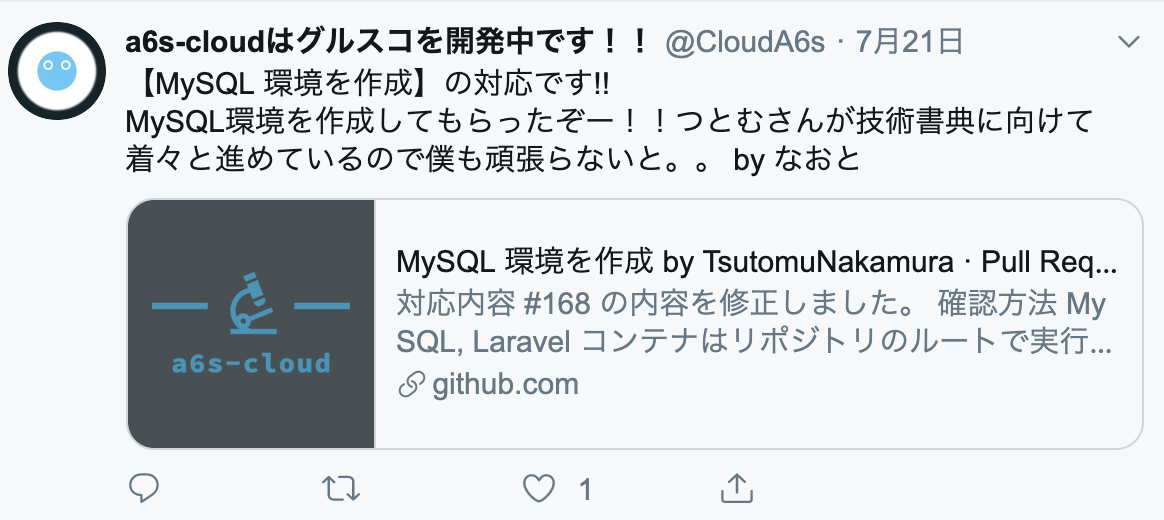 a6s-cloudはグルスコを開発中です！！ @CloudA6s · 7月21日
【MySQL 環境を作成】の対応です!!
MySQL環境を作成してもらったぞー！！つとむさんが技術書典に向けて
着々と進めているので僕も頑張らないと。。 by なおと
a6s-cloud
MySQL 環境を作成 by TsutomuNakamura · Pull Req...
対応内容 #168 の内容を修正しました。 確認方法 My
SQL, Laravel コンテナはリポジトリのルートで実行...
github.com
1